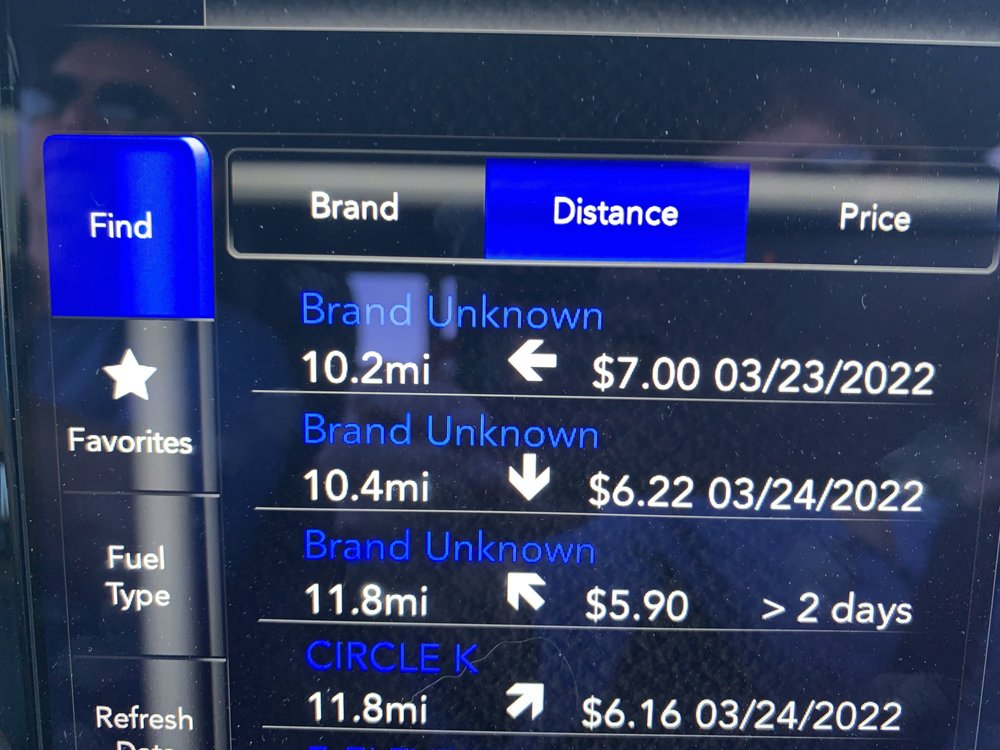 Find
Brand Distance Price
Brand Unknown
10.2mi $7.00 03/23/2022
Favorites
Brand Unknown
10.4mi $6.22 03/24/2022
Fuel
Type
Brand Unknown
11.8mi $5.90 > 2 days
CIRCLE K
11.8mi $6.16 03/24/2022
Refresh